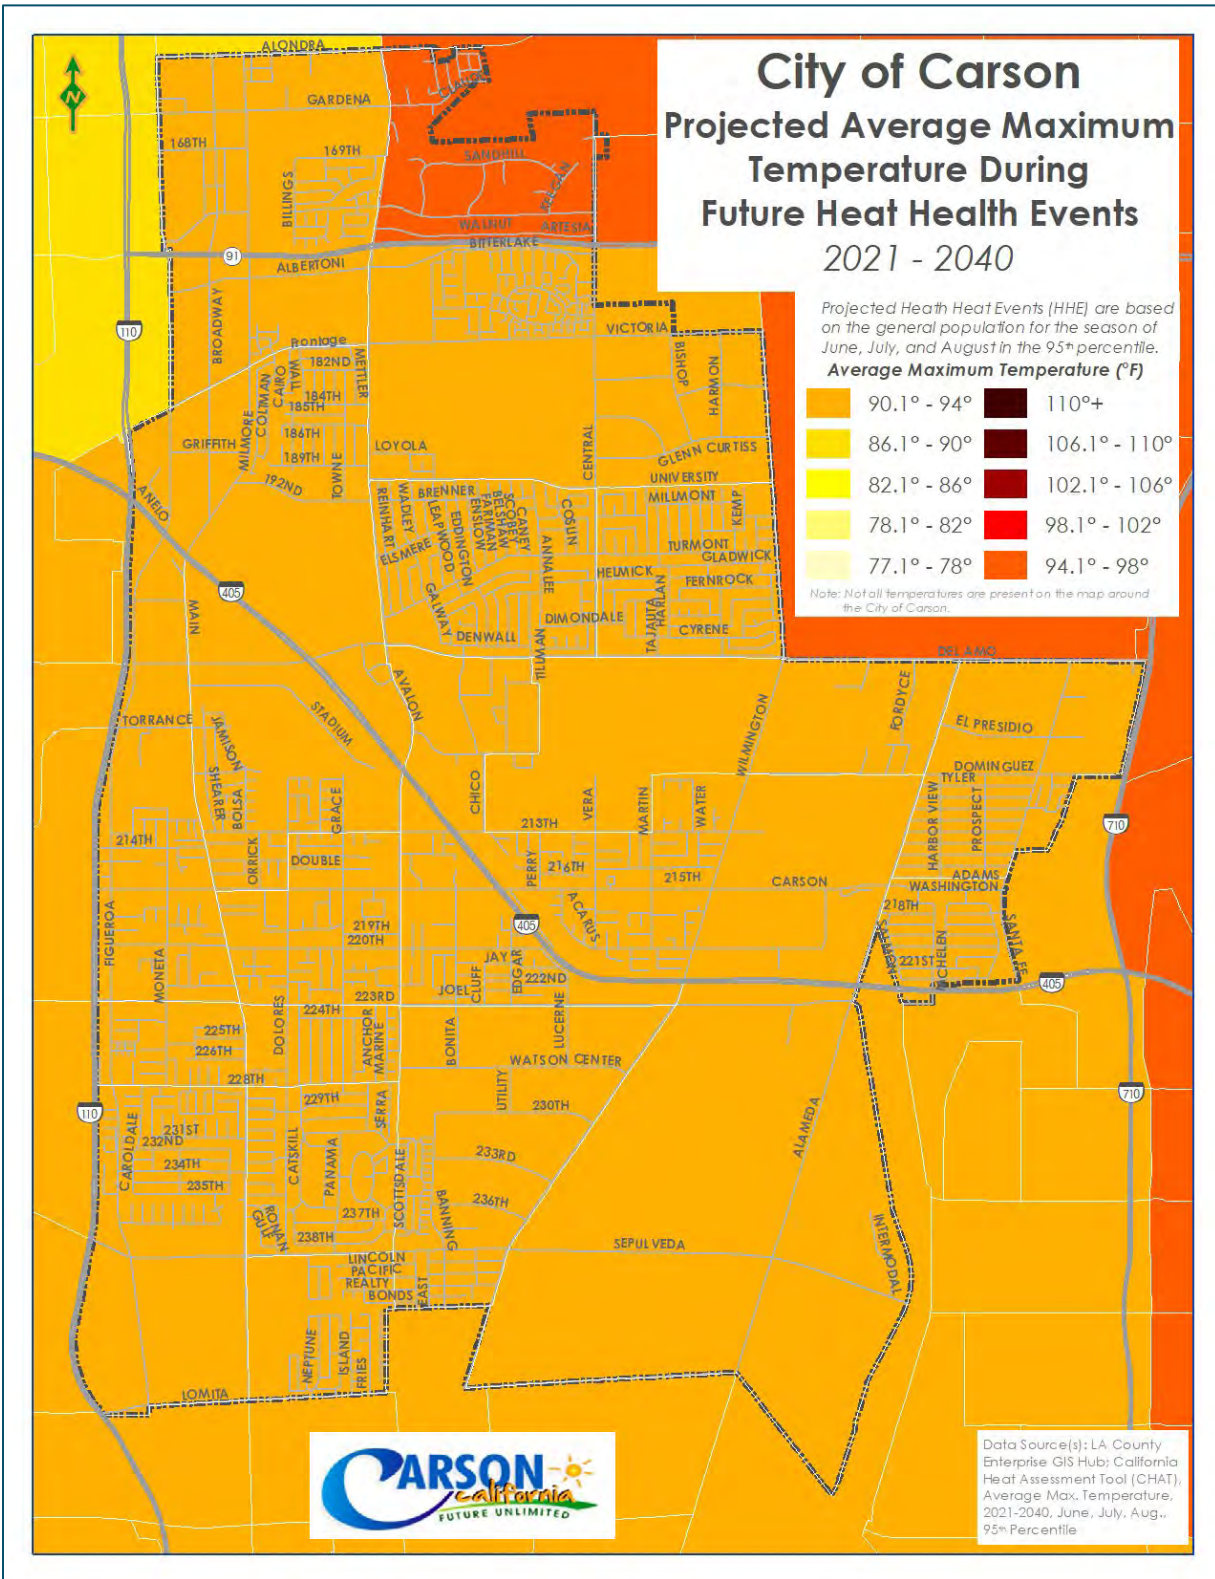 City of Carson
Projected Average Maximum
Temperature During
Future Heat Health Events
2021 - 2040
Projected Heath Heat Events (HHE) are based
on the general population for the season of
June, July, and August in the 95th percentile.
Average Maximum Temperature (°F)
90.1° - 94°
110°+
86.1° - 90°
106.1° - 110°
82.1° - 86°
102.1° - 106°
78.1° - 82°
98.1° - 102°
77.1° - 78°
94.1° - 98°
Note: Not all temperatures are present on the map around
the City of Carson.
N
ALONDRA
GARDENA
CLAUDE
168TH
169TH
SANDHILL
BILLINGS
WALNUT
ARTESIA
BITTERLAKE
91
ALBERTONI
110
BROADWAY
VICTORIA
Frontage
182ND
METTLER
BISHOP
HARMON
MILMORE
COLTMAN
CAIRO
WAIT
184TH
185TH
186TH
GRIFFITH
189TH
TOWNE
LOYOLA
CENTRAL
GLENN CURTISS
192ND
UNIVERSITY
ANELO
REINHART
WADLEY
BRENNER
LEAPWOOD
EDDINGTON
ENSLOW
FARIMAN
BELSHAW
SCOBEY
CANEY
COSLIN
MILLMONT
KEMP
ELSMERE
ANNALEE
TURMONT
GLADWICK
HELMICK
FERNROCK
405
MAIN
GALWAY
DIMONDALE
TAJAUTA
HARLAN
CYRENE
DENWALL
TILLMAN
DEL AMO
AVALON
STADIUM
TORRANCE
JAMISON
WILMINGTON
FORDYCE
EL PRESIDIO
SHEARER
BOLSA
GRACE
CHICO
VERA
MARTIN
WATER
DOMINGUEZ
TYLER
HARBOR VIEW
PROSPECT
710
214TH
213TH
ORRICK
DOUBLE
PERRY
216TH
215TH
CARSON
ADAMS
WASHINGTON
218TH
FIGUEROA
219TH
220TH
405
ACARUS
SALMON
SANTA FE
MONETA
JAY
EDGAR
221ST
MICHELEN
JOEL
CLUFF
222ND
405
223RD
224TH
DOLORES
ANCHOR
MARINE
BONITA
LUCERNE
225TH
226TH
WATSON CENTER
228TH
UTILITY
710
229TH
SERRA
230TH
110
CAROLDALE
231ST
232ND
CATSKILL
PANAMA
ALAMEDA
234TH
235TH
SCOTTSDALE
233RD
BANNING
236TH
RONAN
GULF
237TH
238TH
SEPULVEDA
INTERMODAL
LINCOLN
PACIFIC
REALTY
BONDS
EAST
NEPTUNE
ISLAND
FRIES
LOMITA
CARSON
california
FUTURE UNLIMITED
Data Source(s): LA County
Enterprise GIS Hub; California
Heat Assessment Tool (CHAT),
Average Max. Temperature,
2021-2040, June, July, Aug.,
95th Percentile